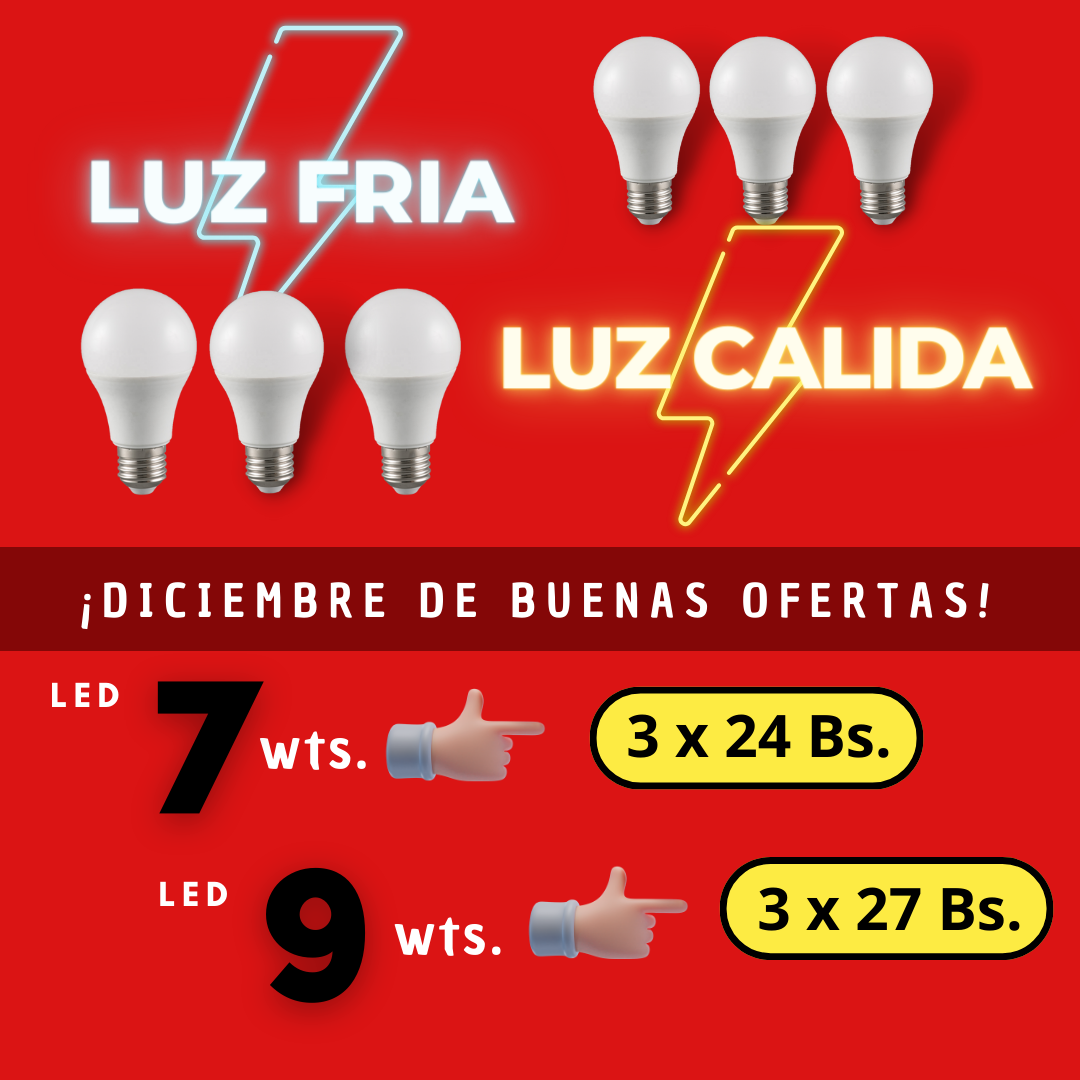 LUZ FRIA
LUZ CALIDA
¡DICIEMBRE DE BUENAS OFERTAS!
LED 7 wts. 3 x 24 Bs.
LED 9 wts. 3 x 27 Bs.